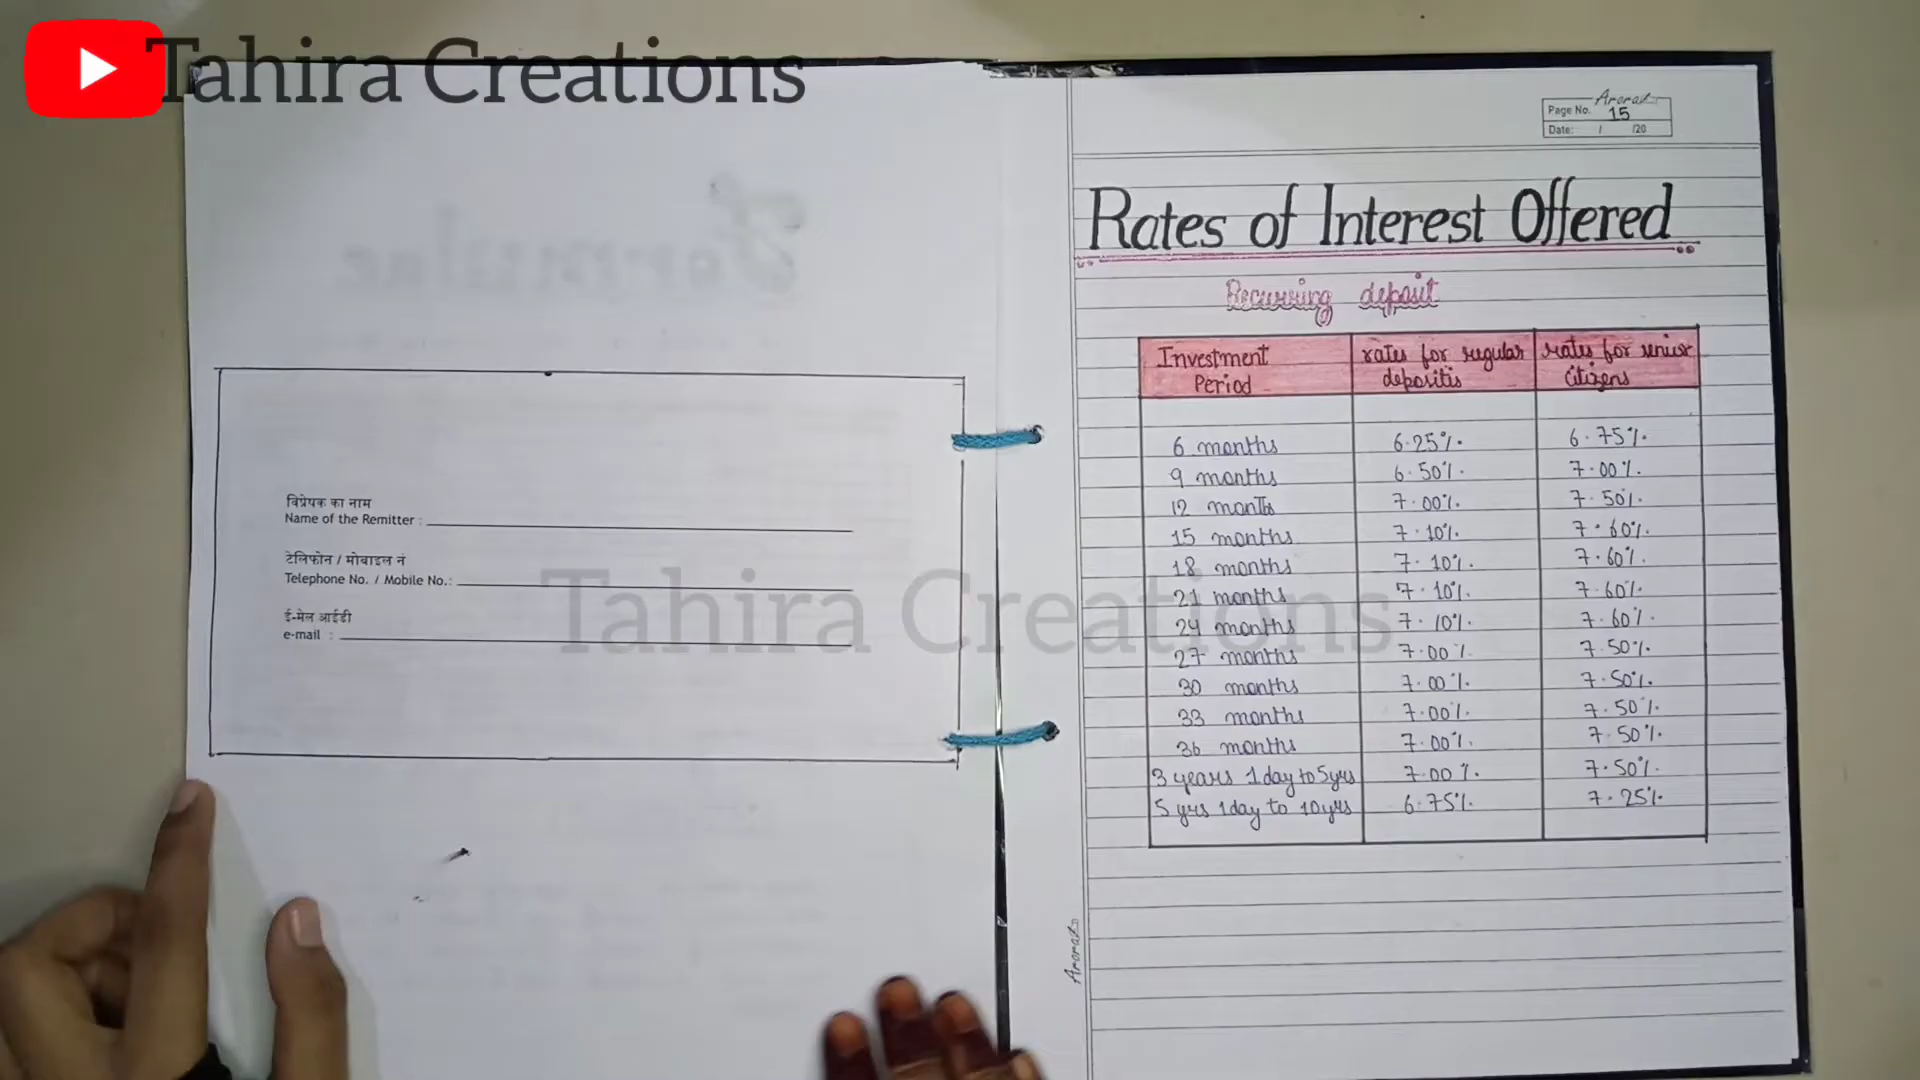 Tahira Creations
विप्रेषक का नाम
Name of the Remitter :
टेलिफोन / मोबाइल नं
Telephone No. / Mobile No.:
ई-मेल आईडी
e-mail :
Arora
Page No. 15
Date: / /20
Rates of Interest Offered
Recurring deposit
Investment Period | rates for regular depositis | rates for senior citizens
6 months 6.25% 6.75%
9 months 6.50% 7.00%
12 months 7.00% 7.50%
15 months 7.10% 7.60%
18 months 7.10% 7.60%
21 months 7.10% 7.60%
24 months 7.10% 7.60%
27 months 7.00% 7.50%
30 months 7.00% 7.50%
33 months 7.00% 7.50%
36 months 7.00% 7.50%
3 years 1day to 5yrs 7.00% 7.50%
5 yrs 1day to 10yrs 6.75% 7.25%
Tahira Creations
Arora